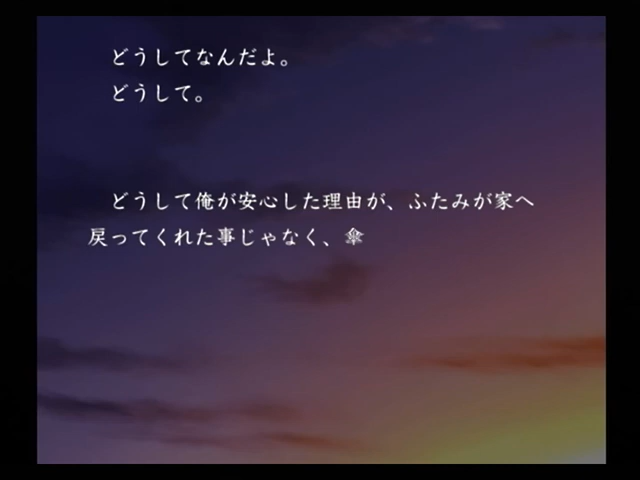 どうしてなんだよ。
どうして。
どうして俺が安心した理由が、ふたみが家へ
戻ってくれた事じゃなく、傘